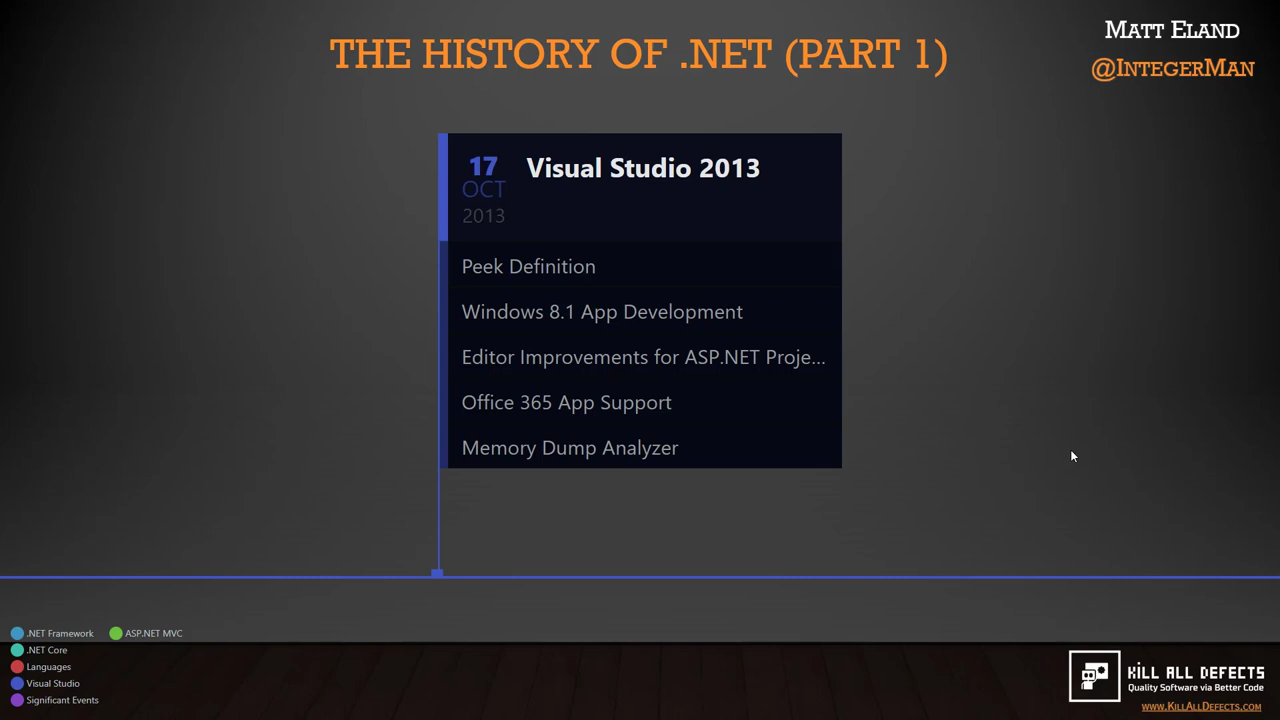 THE HISTORY OF .NET (PART 1)
MATT ELAND
@INTEGERMAN
17
OCT
2013
Visual Studio 2013
Peek Definition
Windows 8.1 App Development
Editor Improvements for ASP.NET Proje...
Office 365 App Support
Memory Dump Analyzer
.NET Framework
ASP.NET MVC
.NET Core
Languages
Visual Studio
Significant Events
KILL ALL DEFECTS
Quality Software via Better Code
WWW.KILLALLDEFECTS.COM